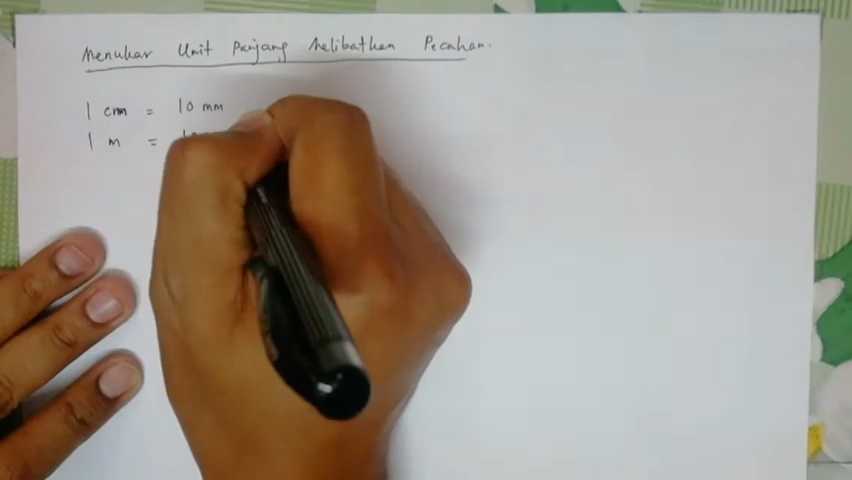 Menukar Unit Panjang Melibatkan Pecahan.
1 cm = 10 mm
1 m =